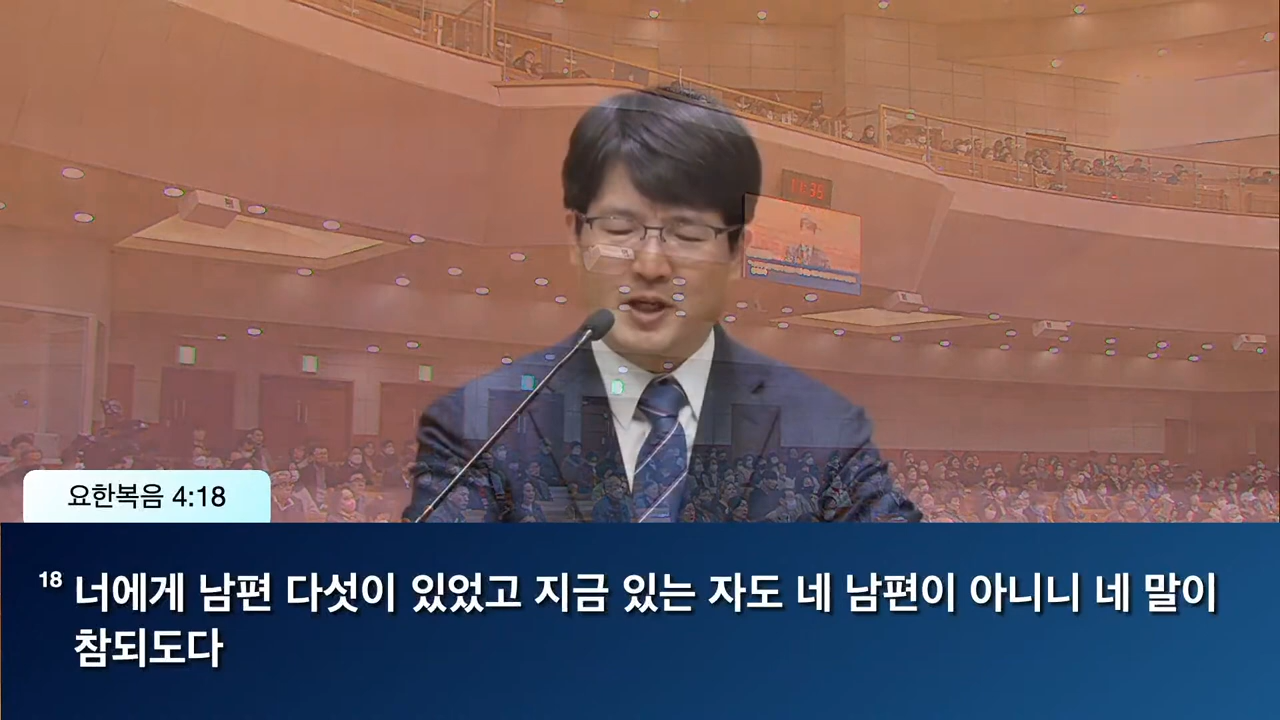 요한복음 4:18
18 너에게 남편 다섯이 있었고 지금 있는 자도 네 남편이 아니니 네 말이
참되도다